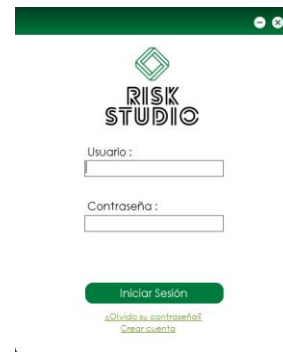 RISK
STUDIO
Usuario :
Contraseña :
Iniciar Sesión
¿Olvido su contraseña?
Crear cuenta